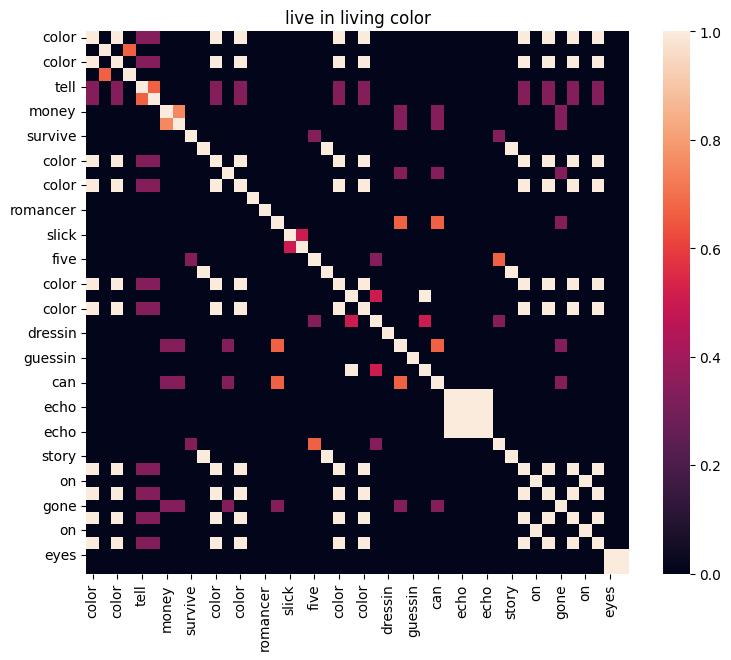 live in living color
color
color
tell
money
survive
color
color
romancer
slick
five
color
color
dressin
guessin
can
echo
echo
story
on
gone
on
eyes
color
color
tell
money
survive
color
color
romancer
slick
five
color
color
dressin
guessin
can
echo
echo
story
on
gone
on
eyes
1.0
0.8
0.6
0.4
0.2
0.0